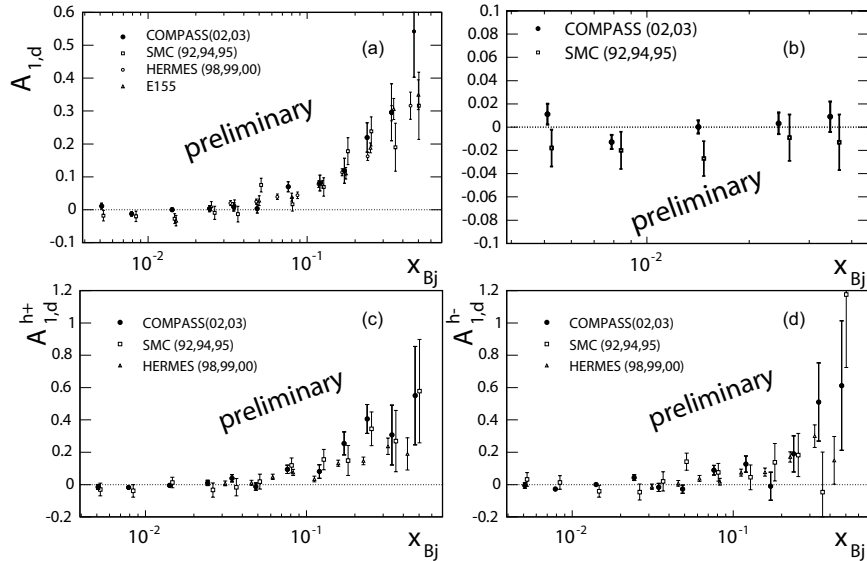 A1,d
0.6
0.5
0.4
0.3
0.2
0.1
0
-0.1
COMPASS(02,03)
SMC (92,94,95)
HERMES (98,99,00)
E155
(a)
preliminary
10-2
10-1
xBj
0.1
0.08
0.06
0.04
0.02
0
-0.02
-0.04
-0.06
-0.08
-0.1
COMPASS (02,03)
SMC (92,94,95)
(b)
preliminary
10-2
xBj
A1,d h+
1.2
1
0.8
0.6
0.4
0.2
0
-0.2
COMPASS(02,03)
SMC (92,94,95)
HERMES (98,99,00)
(c)
preliminary
10-2
10-1
xBj
A1,d h-
1.2
1
0.8
0.6
0.4
0.2
0
-0.2
COMPASS(02,03)
SMC (92,94,95)
HERMES (98,99,00)
(d)
preliminary
10-2
10-1
xBj